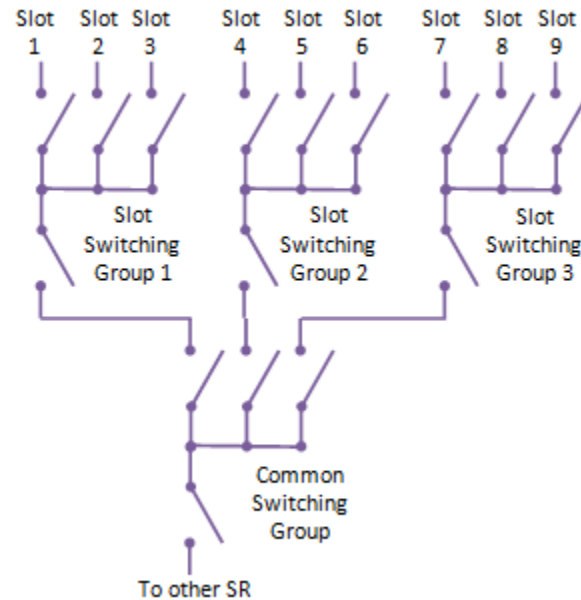 Slot Slot Slot Slot Slot Slot Slot Slot Slot
1 2 3 4 5 6 7 8 9
Slot
Switching
Group 1
Slot
Switching
Group 2
Slot
Switching
Group 3
Common
Switching
Group
To other SR